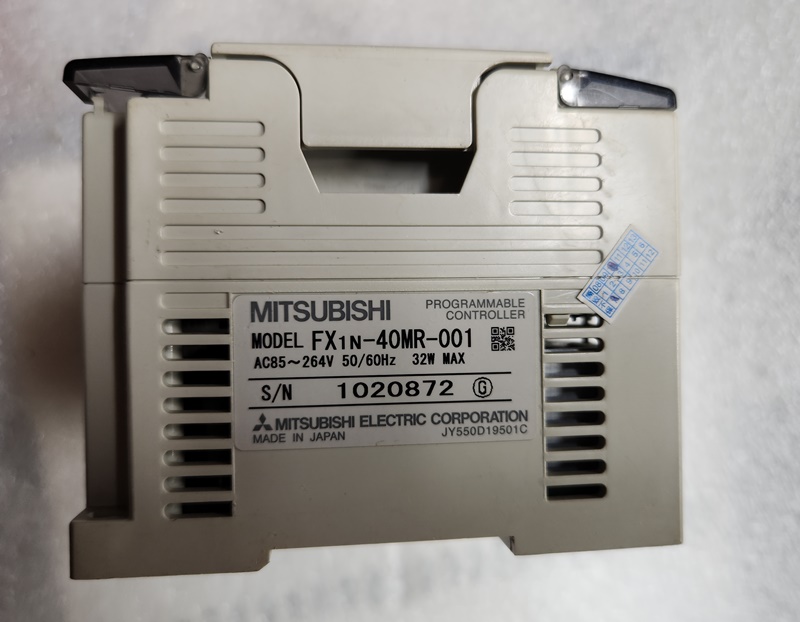 MITSUBISHI
PROGRAMMABLE
CONTROLLER
MODEL FX1N-40MR-001
AC85～264V 50/60Hz 32W MAX
S/N 1020872 G
MITSUBISHI ELECTRIC CORPORATION
MADE IN JAPAN JY550D19501C